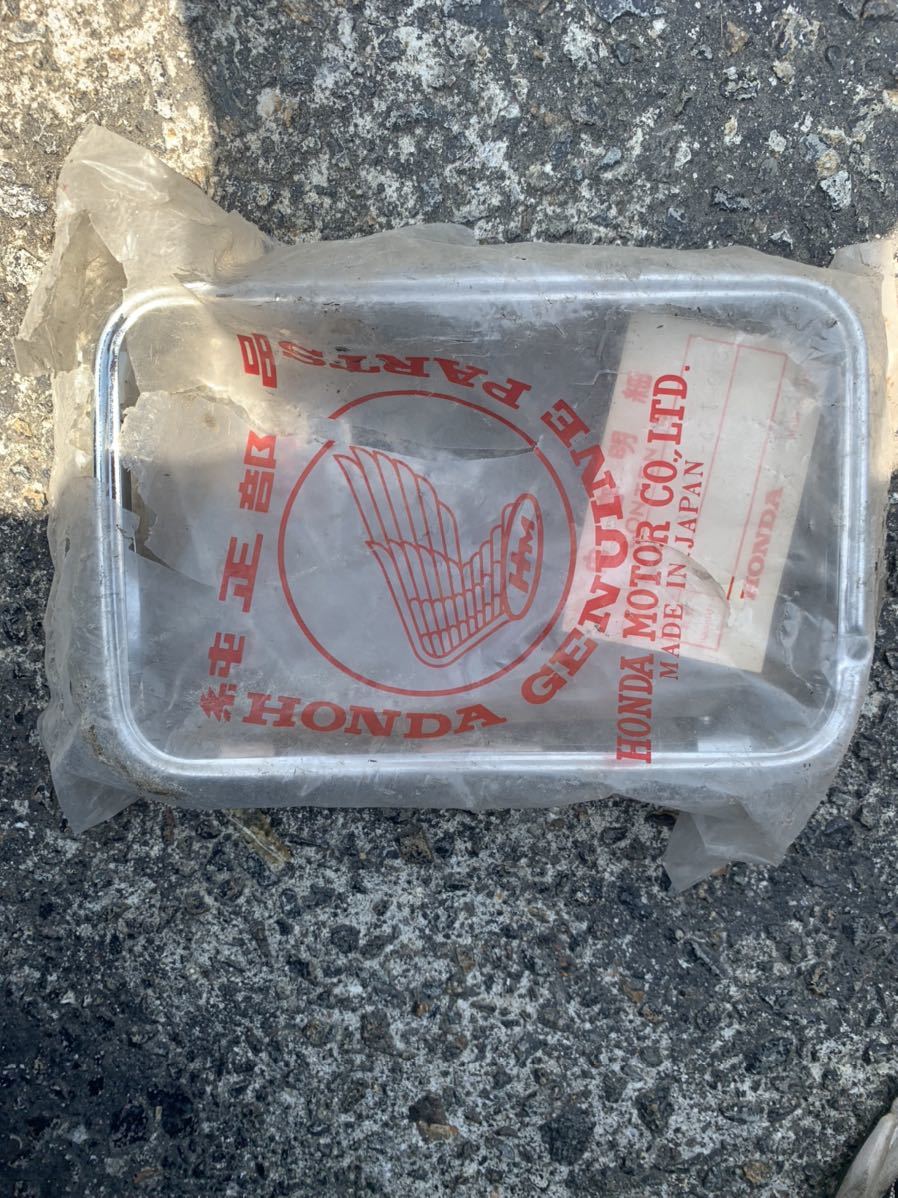 純正部品
HONDA GENUINE PARTS
HM
HONDA MOTOR CO., LTD.
MADE IN JAPAN
HONDA